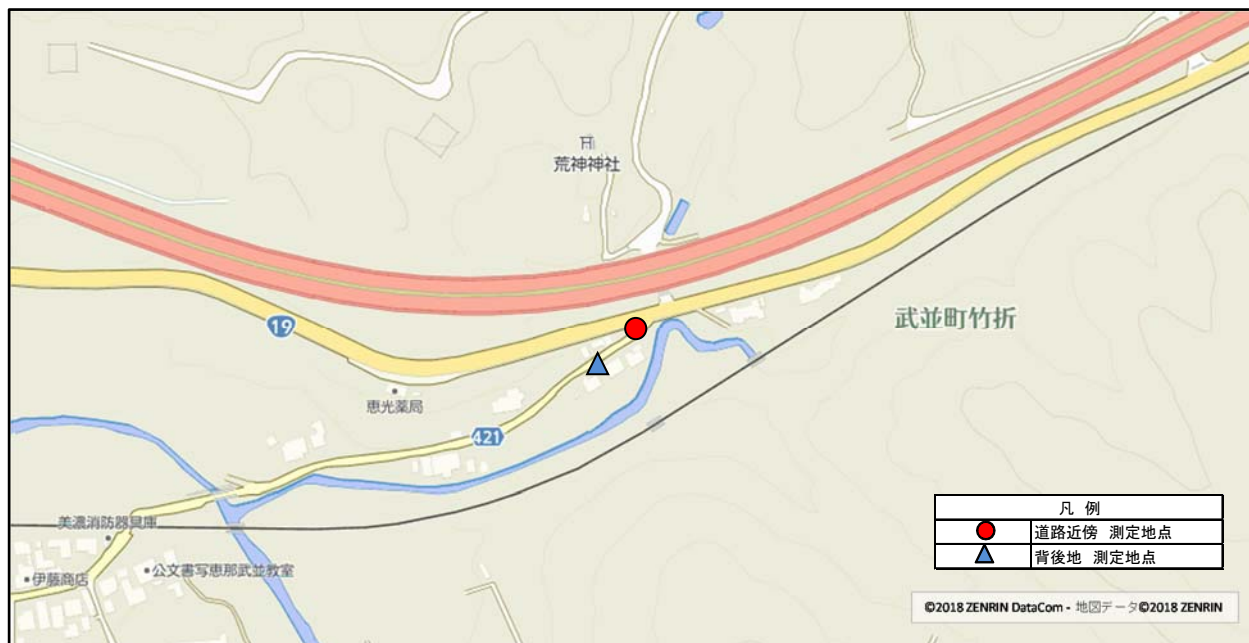 荒神神社
武並町竹折
19
恵光薬局
421
美濃消防器具庫
伊藤商店
公文書写恵那武並教室
凡 例
道路近傍 測定地点
背後地 測定地点
©2018 ZENRIN DataCom - 地図データ©2018 ZENRIN